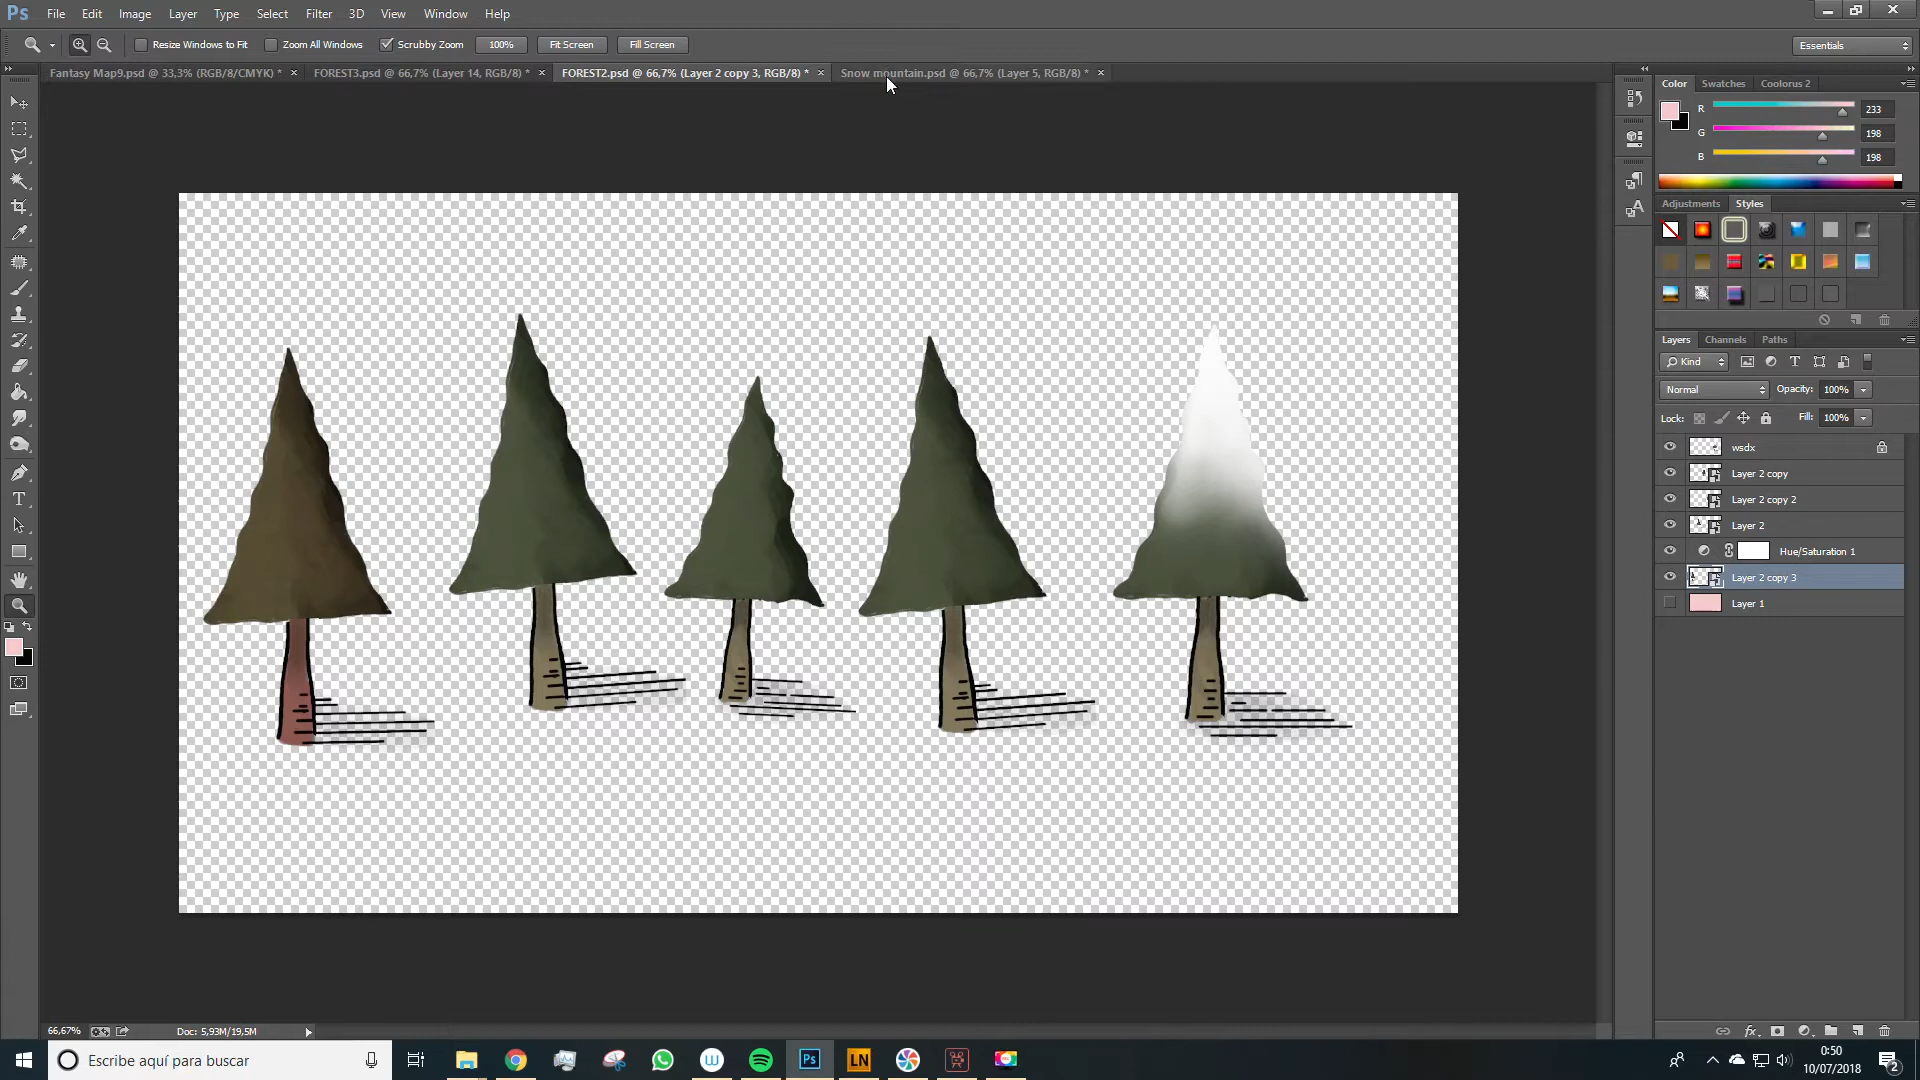 Ps File Edit Image Layer Type Select Filter 3D View Window Help
Resize Windows to Fit Zoom All Windows Scrubby Zoom 100% Fit Screen Fill Screen Essentials
Fantasy Map9.psd @ 33,3% (RGB/8/CMYK) * × FOREST3.psd @ 66,7% (Layer 14, RGB/8) * × FOREST2.psd @ 66,7% (Layer 2 copy 3, RGB/8) * × Snow mountain.psd @ 66,7% (Layer 5, RGB/8) * ×
Color Swatches Coolorus 2
R 233
G 198
B 198
Adjustments Styles
Layers Channels Paths
Kind
Normal Opacity: 100%
Lock: Fill: 100%
wsdx
Layer 2 copy
Layer 2 copy 2
Layer 2
Hue/Saturation 1
Layer 2 copy 3
Layer 1
66,67% Doc: 5,93M/19,5M
fx
Escribe aquí para buscar
Ps LN
0:50
10/07/2018
2